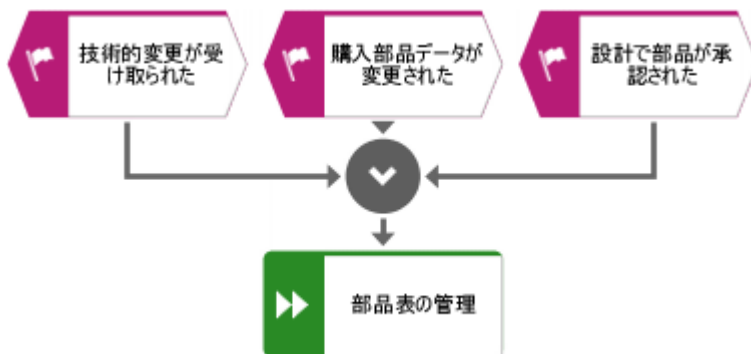 技術的変更が受
け取られた
購入部品データが
変更された
設計で部品が承
認された
部品表の管理